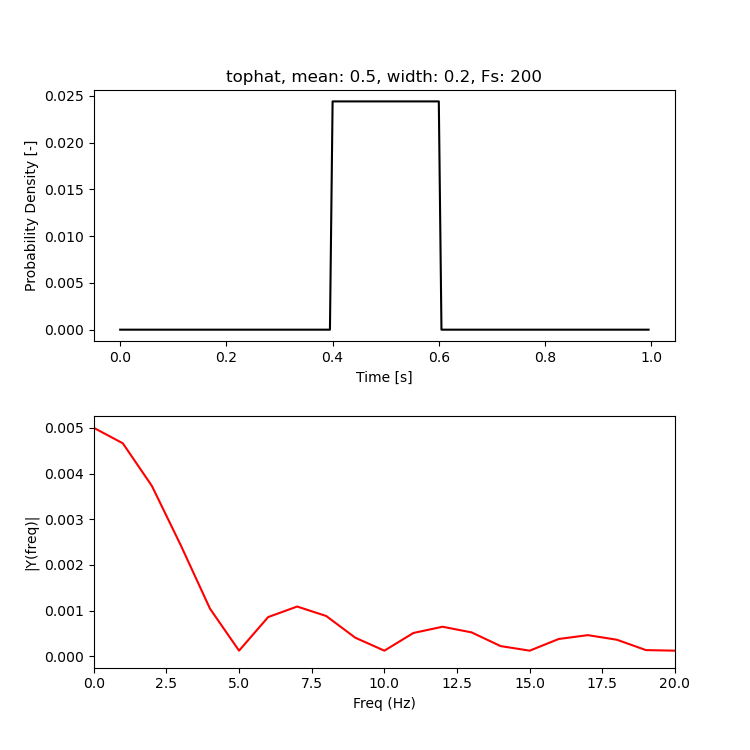 tophat, mean: 0.5, width: 0.2, Fs: 200
Probability Density [-]
0.025
0.020
0.015
0.010
0.005
0.000
0.0 0.2 0.4 0.6 0.8 1.0
Time [s]
|Y(freq)|
0.005
0.004
0.003
0.002
0.001
0.000
0.0 2.5 5.0 7.5 10.0 12.5 15.0 17.5 20.0
Freq (Hz)